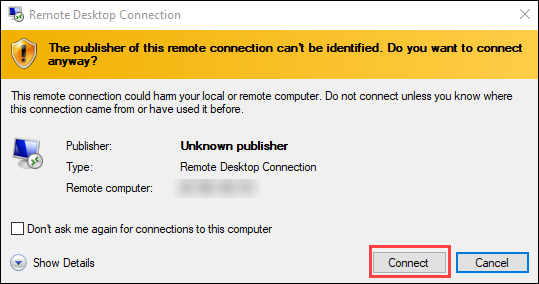 Remote Desktop Connection
The publisher of this remote connection can't be identified. Do you want to connect
anyway?
This remote connection could harm your local or remote computer. Do not connect unless you know where
this connection came from or have used it before.
Publisher: Unknown publisher
Type: Remote Desktop Connection
Remote computer:
Don't ask me again for connections to this computer
Show Details Connect Cancel